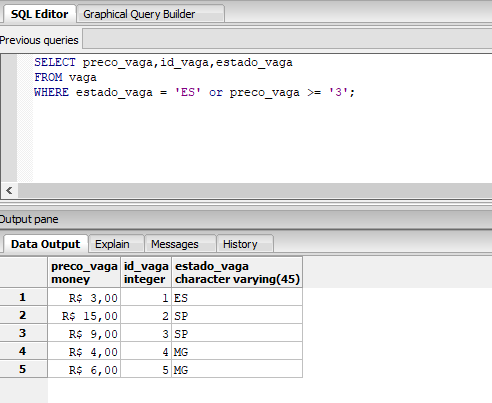 SQL Editor Graphical Query Builder
Previous queries
SELECT preco_vaga,id_vaga,estado_vaga
FROM vaga
WHERE estado_vaga = 'ES' or preco_vaga >= '3';
Output pane
Data Output Explain Messages History
preco_vaga id_vaga estado_vaga
money integer character varying(45)
1 R$ 3,00 1 ES
2 R$ 15,00 2 SP
3 R$ 9,00 3 SP
4 R$ 4,00 4 MG
5 R$ 6,00 5 MG